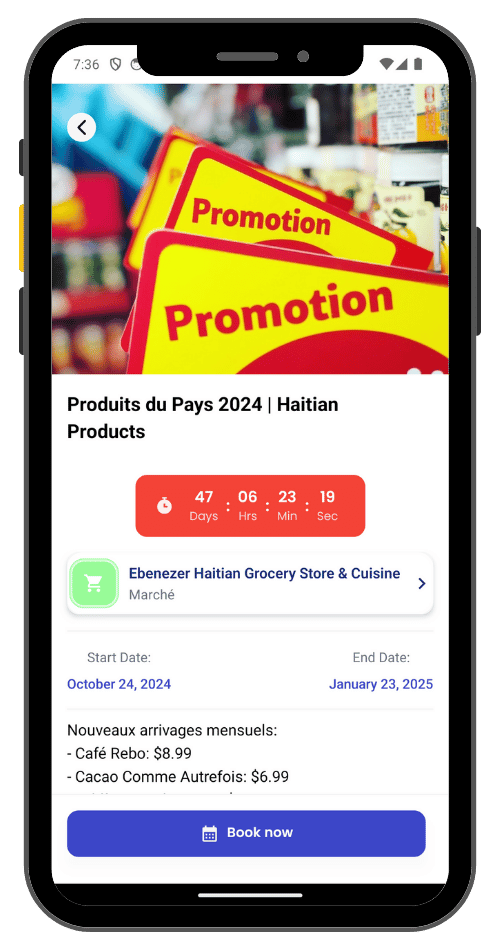 7:36
Promotion
Promotion
Produits du Pays 2024 | Haitian
Products
47 : 06 : 23 : 19
Days Hrs Min Sec
Ebenezer Haitian Grocery Store & Cuisine
Marché
Start Date: End Date:
October 24, 2024 January 23, 2025
Nouveaux arrivages mensuels:
- Café Rebo: $8.99
- Cacao Comme Autrefois: $6.99
Book now